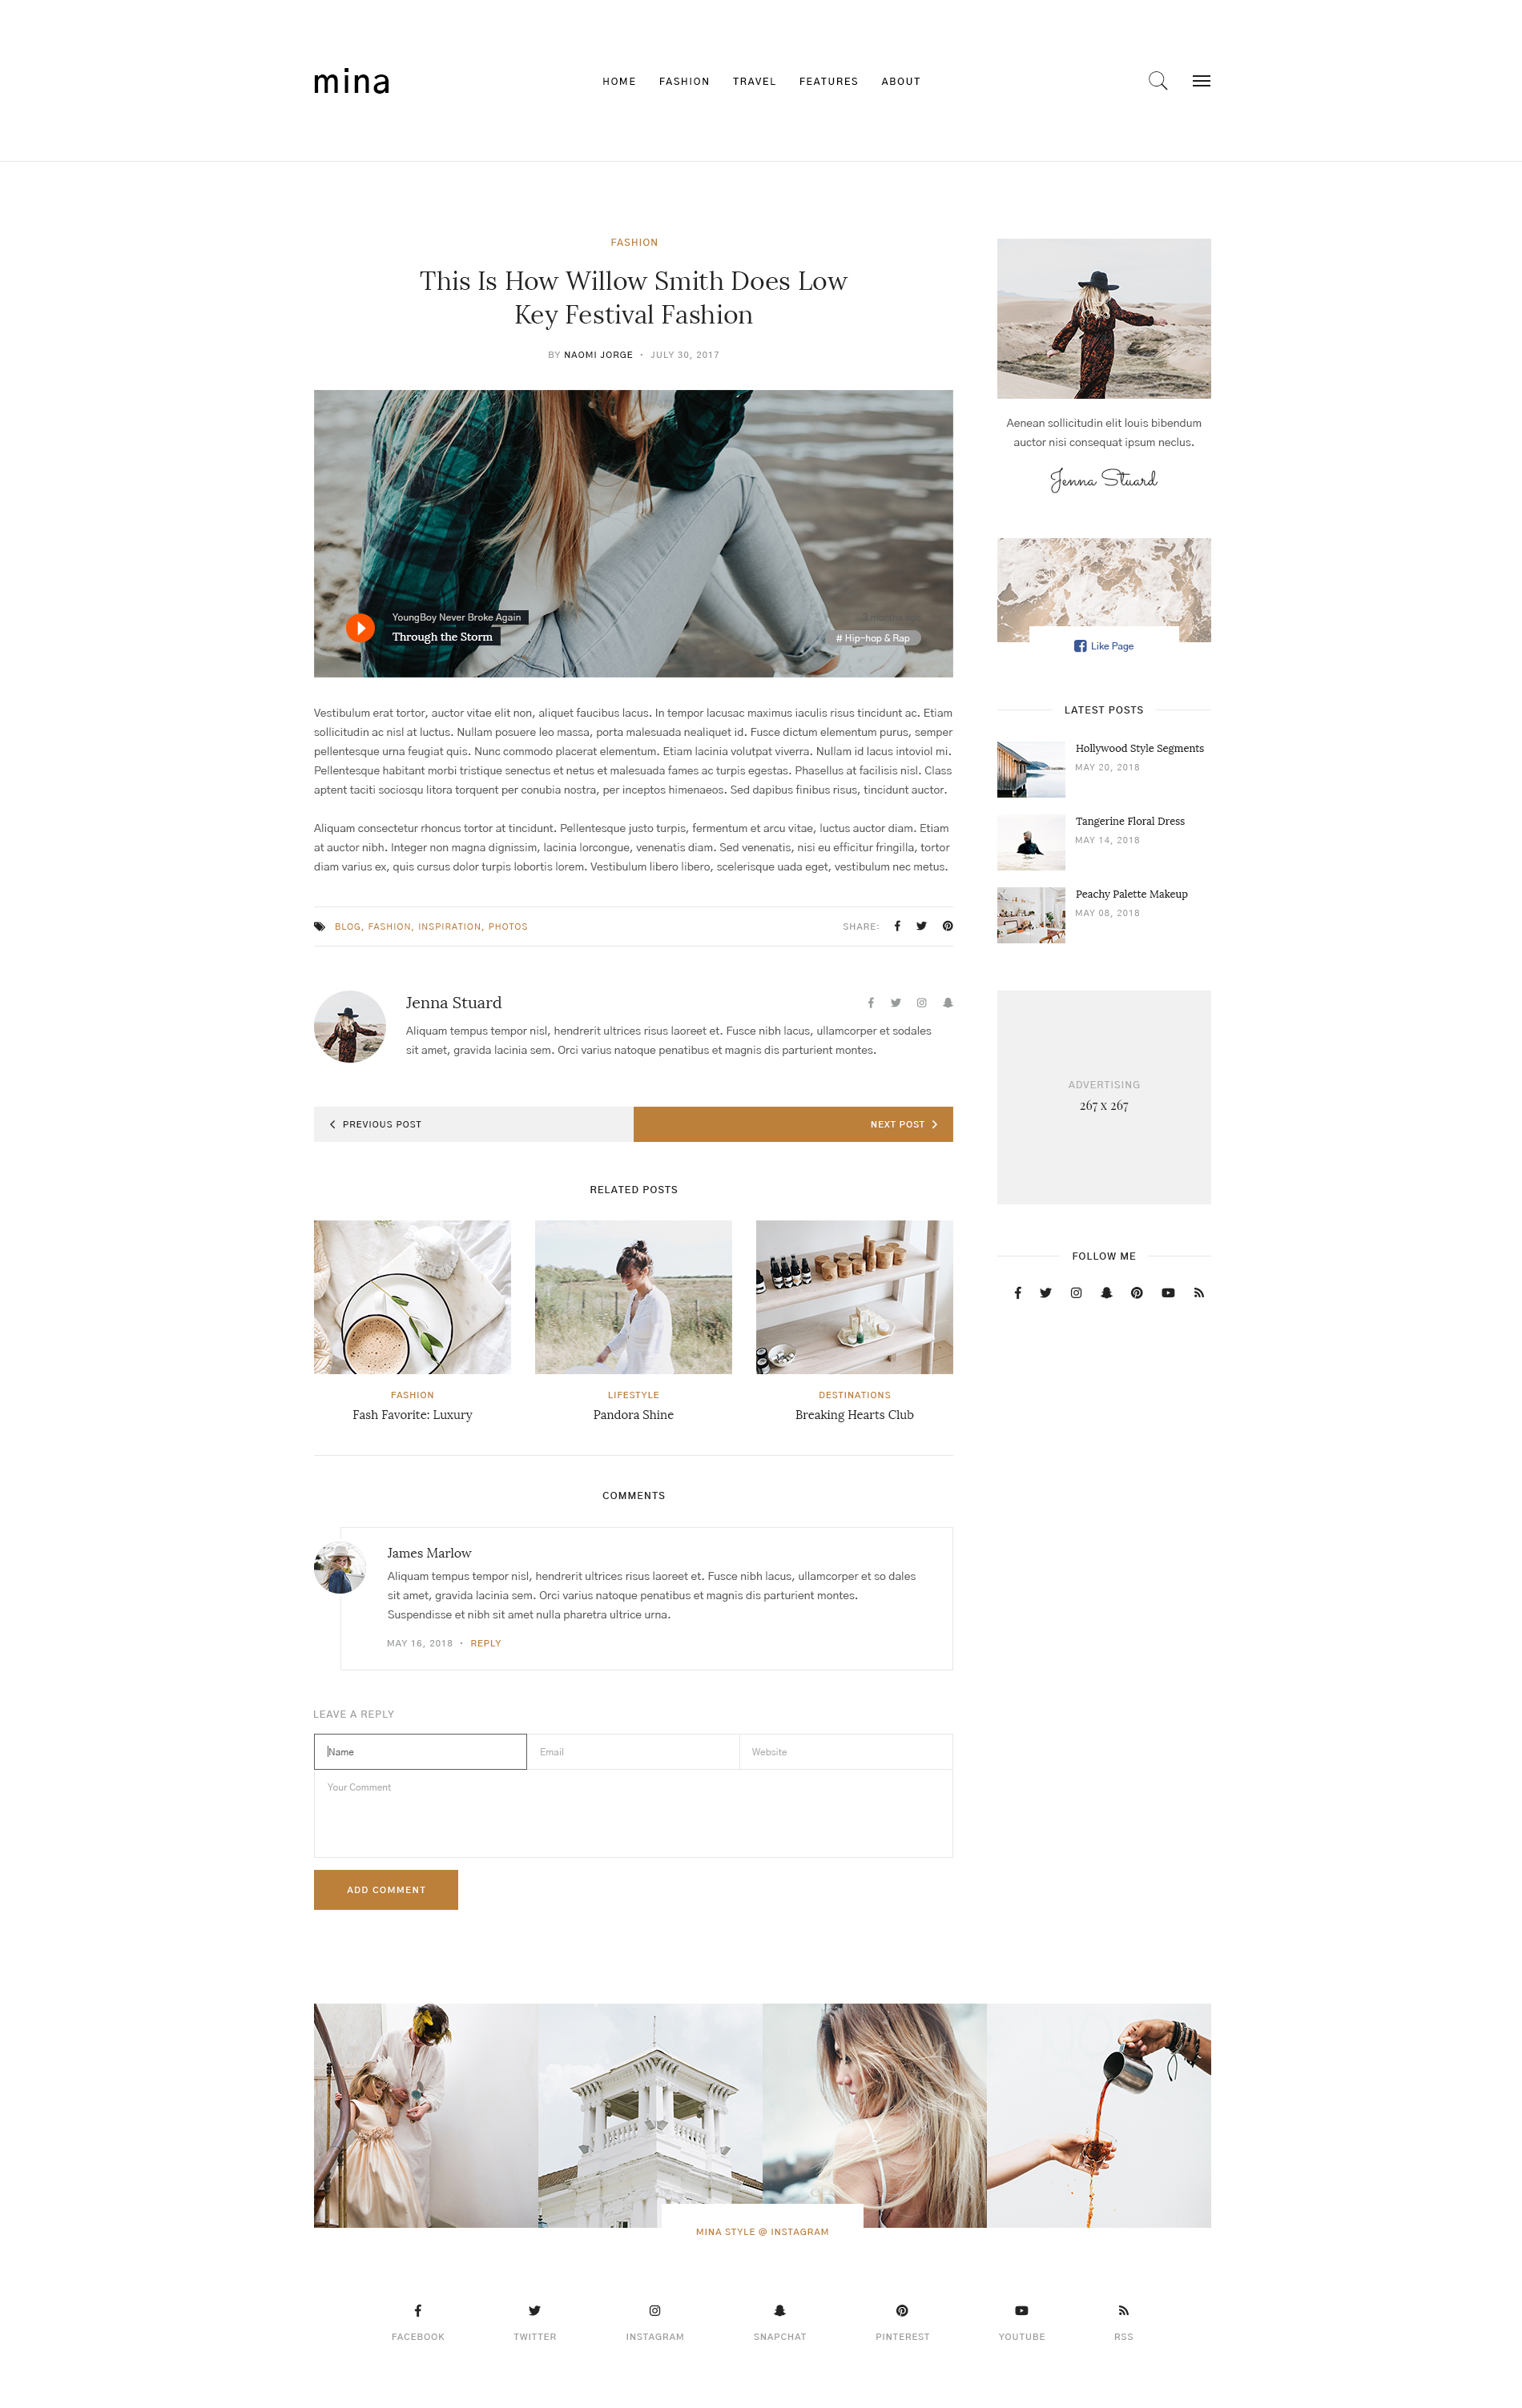 mina
HOME FASHION TRAVEL FEATURES ABOUT
FASHION
This Is How Willow Smith Does Low
Key Festival Fashion
BY NAOMI JORGE · JULY 30, 2017
YoungBoy Never Broke Again
Through the Storm
# Hip-hop & Rap
Vestibulum erat tortor, auctor vitae elit non, aliquet faucibus lacus. In tempor lacusac maximus iaculis risus tincidunt ac. Etiam
sollicitudin ac nisl at luctus. Nullam posuere leo massa, porta malesuada nealiquet id. Fusce dictum elementum purus, semper
pellentesque urna feugiat quis. Nunc commodo placerat elementum. Etiam lacinia volutpat viverra. Nullam id lacus intoviol mi.
Pellentesque habitant morbi tristique senectus et netus et malesuada fames ac turpis egestas. Phasellus at facilisis nisl. Class
aptent taciti sociosqu litora torquent per conubia nostra, per inceptos himenaeos. Sed dapibus finibus risus, tincidunt auctor.
Aliquam consectetur rhoncus tortor at tincidunt. Pellentesque justo turpis, fermentum et arcu vitae, luctus auctor diam. Etiam
at auctor nibh. Integer non magna dignissim, lacinia lorcongue, venenatis diam. Sed venenatis, nisi eu efficitur fringilla, tortor
diam varius ex, quis cursus dolor turpis lobortis lorem. Vestibulum libero libero, scelerisque uada eget, vestibulum nec metus.
BLOG, FASHION, INSPIRATION, PHOTOS
SHARE:
Jenna Stuard
Aliquam tempus tempor nisl, hendrerit ultrices risus laoreet et. Fusce nibh lacus, ullamcorper et sodales
sit amet, gravida lacinia sem. Orci varius natoque penatibus et magnis dis parturient montes.
PREVIOUS POST
NEXT POST
RELATED POSTS
FASHION
Fash Favorite: Luxury
LIFESTYLE
Pandora Shine
DESTINATIONS
Breaking Hearts Club
COMMENTS
James Marlow
Aliquam tempus tempor nisl, hendrerit ultrices risus laoreet et. Fusce nibh lacus, ullamcorper et so dales
sit amet, gravida lacinia sem. Orci varius natoque penatibus et magnis dis parturient montes.
Suspendisse et nibh sit amet nulla pharetra ultrice urna.
MAY 16, 2018 · REPLY
LEAVE A REPLY
Name
Email
Website
Your Comment
ADD COMMENT
Aenean sollicitudin elit louis bibendum
auctor nisi consequat ipsum neclus.
Jenna Stuard
Like Page
LATEST POSTS
Hollywood Style Segments
MAY 20, 2018
Tangerine Floral Dress
MAY 14, 2018
Peachy Palette Makeup
MAY 08, 2018
ADVERTISING
267 x 267
FOLLOW ME
MINA STYLE @ INSTAGRAM
FACEBOOK
TWITTER
INSTAGRAM
SNAPCHAT
PINTEREST
YOUTUBE
RSS